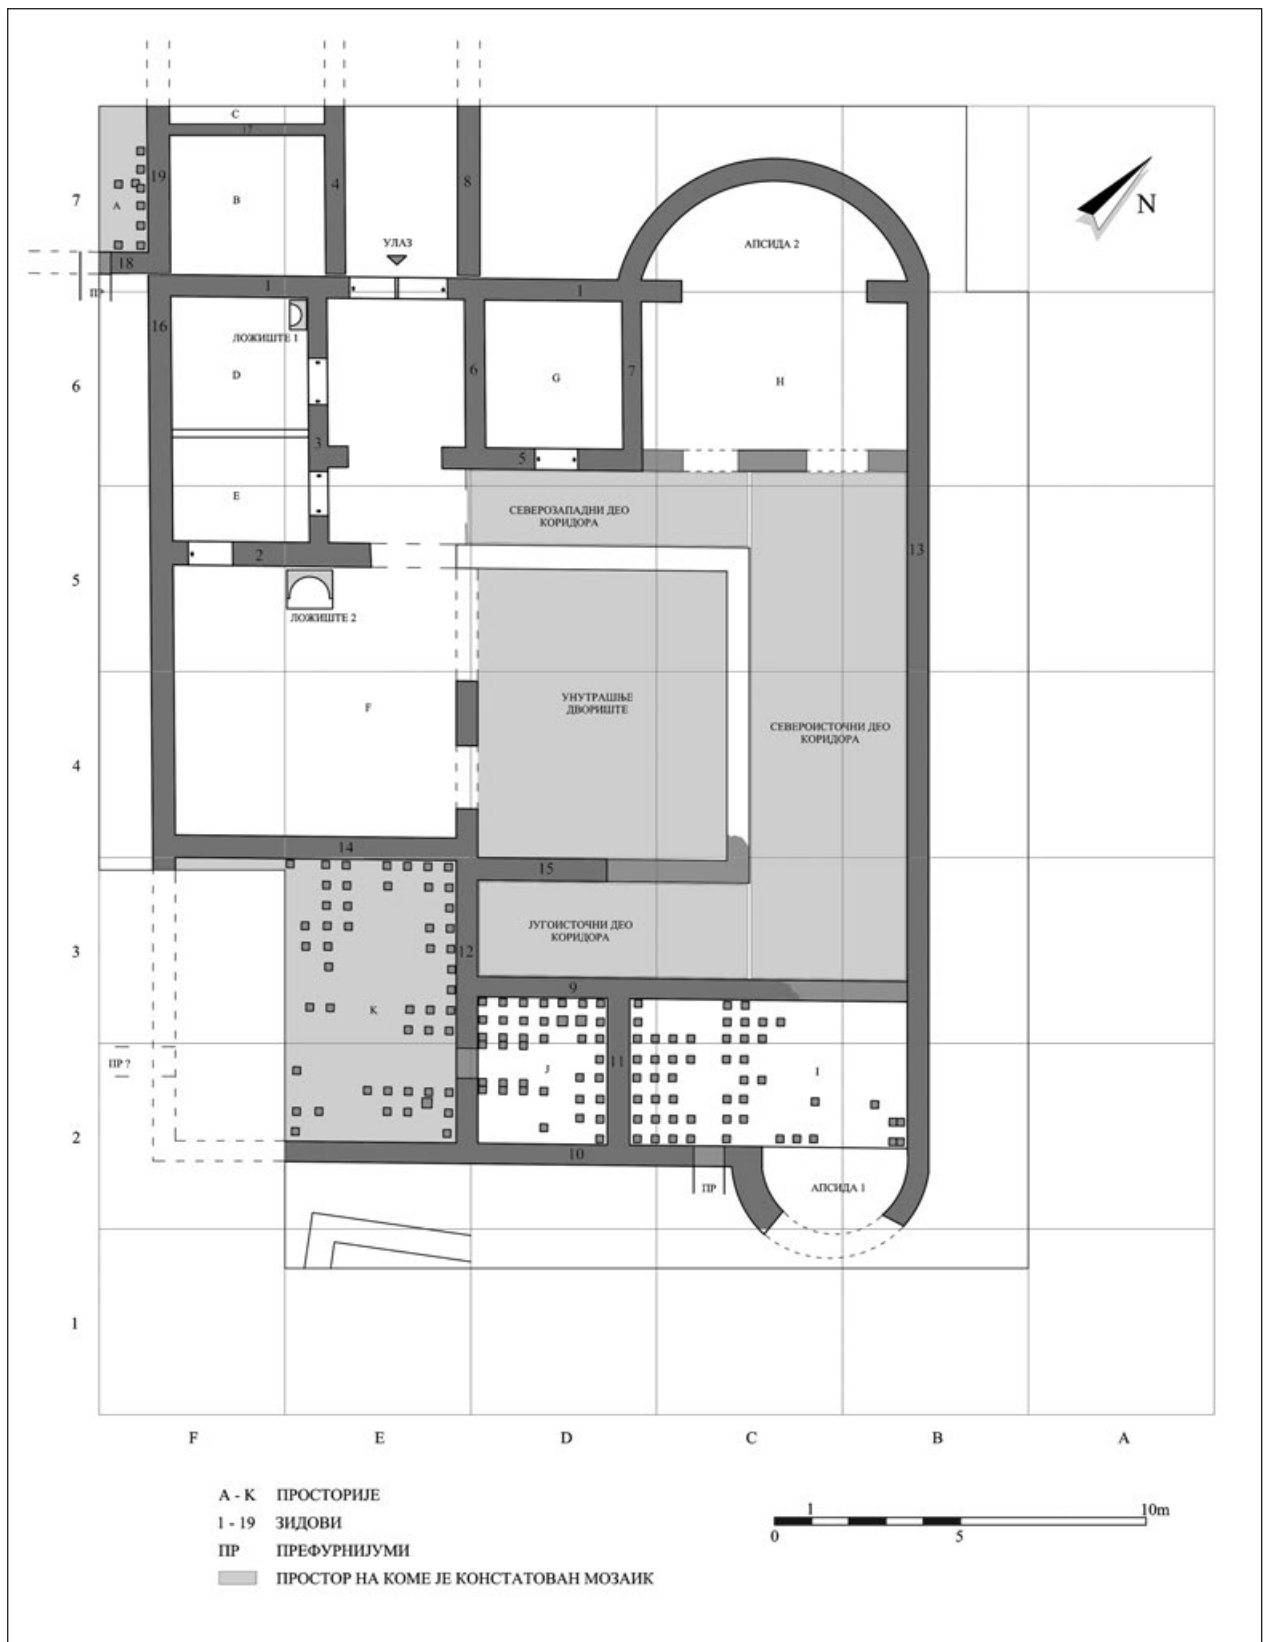 C
17
7
19
4
8
N
B
A
УЛАЗ
АПСИДА 2
18
ПР
1
1
16
ЛОЖИШТЕ 1
6
D
6
G
7
H
3
5
E
СЕВЕРОЗАПАДНИ ДЕО
КОРИДОРА
2
13
5
ЛОЖИШТЕ 2
F
УНУТРАШЊЕ
ДВОРИШТЕ
СЕВЕРОИСТОЧНИ ДЕО
КОРИДОРА
4
14
15
3
12
ЈУГОИСТОЧНИ ДЕО
КОРИДОРА
9
K
ПР ?
J
11
I
2
10
ПР
АПСИДА 1
1
F E D C B A
A - K ПРОСТОРИЈЕ
1 - 19 ЗИДОВИ
ПР ПРЕФУРНИЈУМИ
ПРОСТОР НА КОМЕ ЈЕ КОНСТАТОВАН МОЗАИК
1 10m
0 5